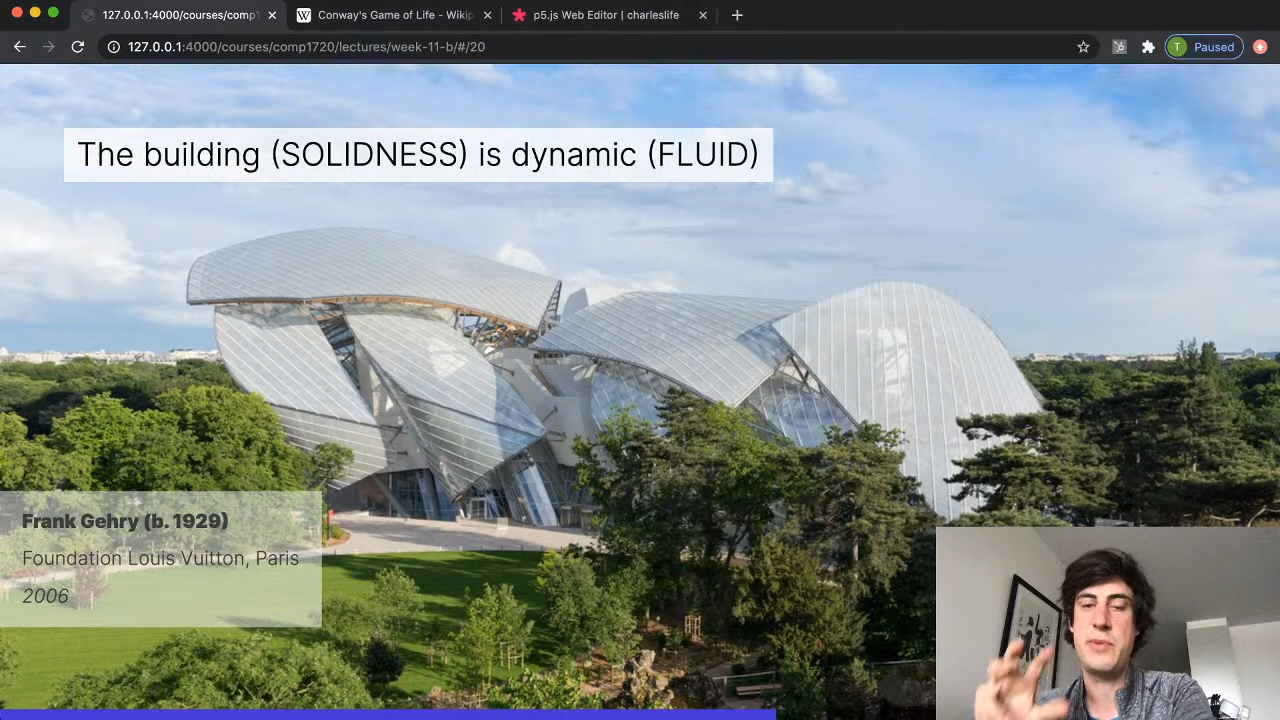 127.0.0.1:4000/courses/comp1
Conway's Game of Life - Wikip
p5.js Web Editor | charleslife
127.0.0.1:4000/courses/comp1720/lectures/week-11-b/#/20
T
Paused
The building (SOLIDNESS) is dynamic (FLUID)
Frank Gehry (b. 1929)
Foundation Louis Vuitton, Paris
2006